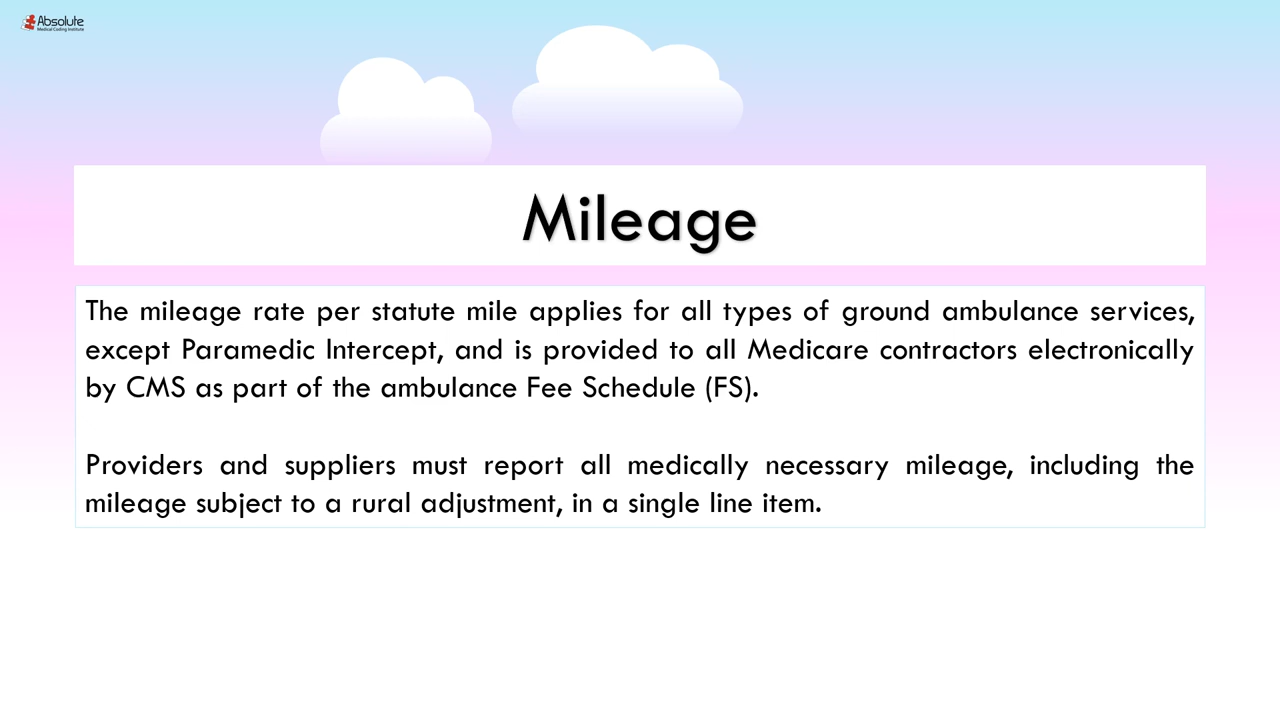 Absolute
Medical Coding Institute
Mileage
The mileage rate per statute mile applies for all types of ground ambulance services,
except Paramedic Intercept, and is provided to all Medicare contractors electronically
by CMS as part of the ambulance Fee Schedule (FS).
Providers and suppliers must report all medically necessary mileage, including the
mileage subject to a rural adjustment, in a single line item.